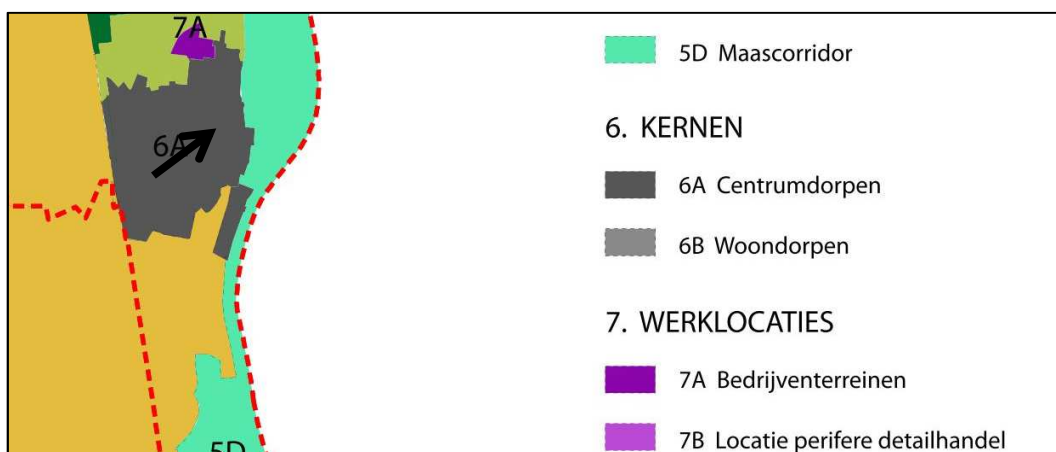 7A
6A
5D
5D Maascorridor
6. KERNEN
6A Centrumdorpen
6B Woondorpen
7. WERKLOCATIES
7A Bedrijventerreinen
7B Locatie perifere detailhandel